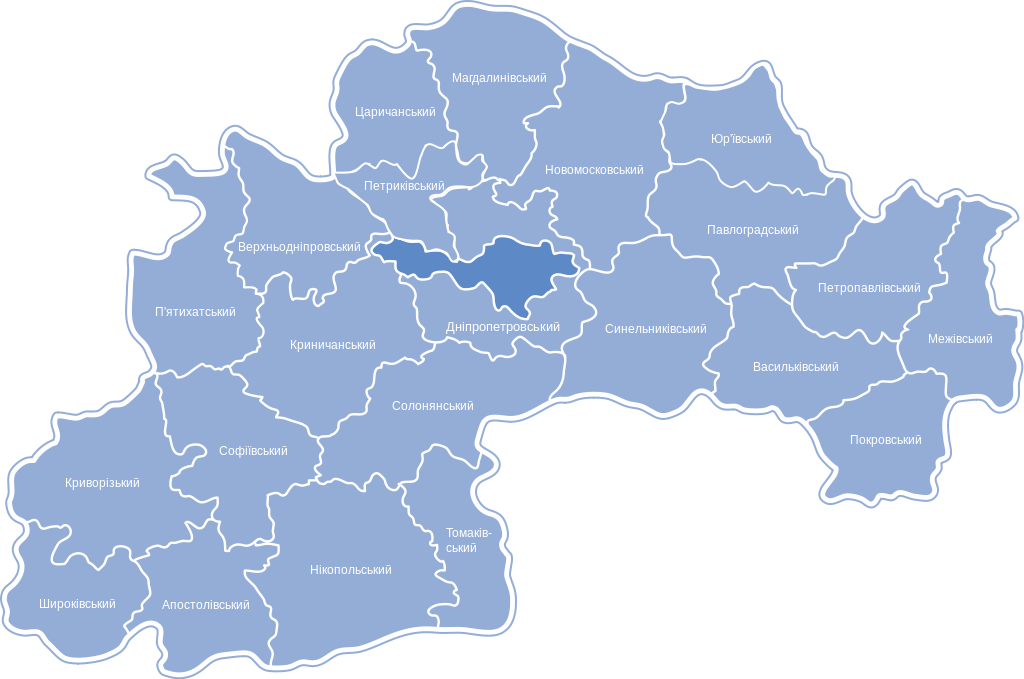 Магдалинівський
Царичанський
Юр'ївський
Новомосковський
Петриківський
Павлоградський
Верхньодніпровський
Петропавлівський
П'ятихатський
Дніпропетровський
Синельниківський
Межівський
Криничанський
Васильківський
Солонянський
Покровський
Софіївський
Криворізький
Томаків-
ський
Нікопольський
Широківський
Апостолівський